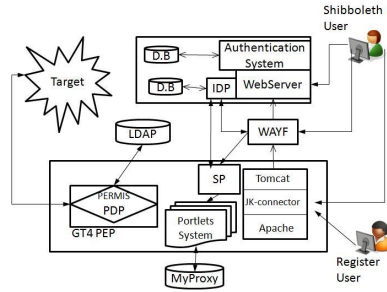 Shibboleth
User
Authentication
System
D.B
D.B
IDP
WebServer
Target
LDAP
WAYF
SP
Tomcat
JK-connector
Apache
PERMIS
PDP
GT4 PEP
Portlets
System
MyProxy
Register
User